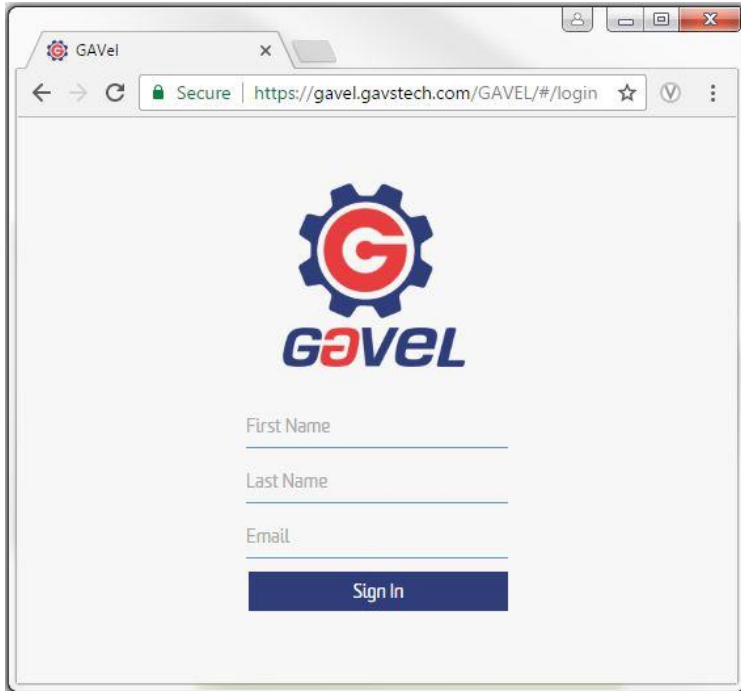 GAVel
Secure https://gavel.gavstech.com/GAVEL/#/login
G
GaveL
First Name
Last Name
Email
Sign In